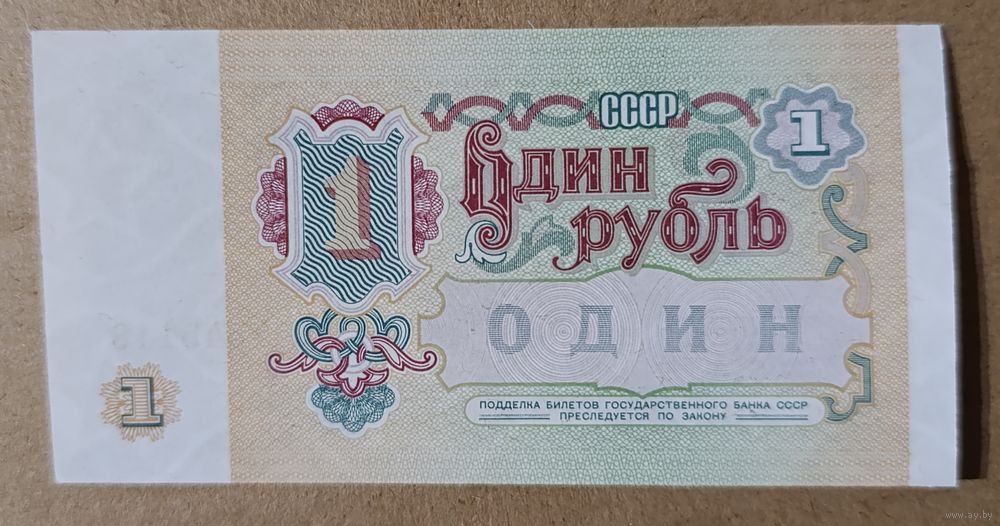 СССР
1
1
Один
рубль
ОДИН
ПОДДЕЛКА БИЛЕТОВ ГОСУДАРСТВЕННОГО БАНКА СССР
ПРЕСЛЕДУЕТСЯ ПО ЗАКОНУ
1
www.ay.by